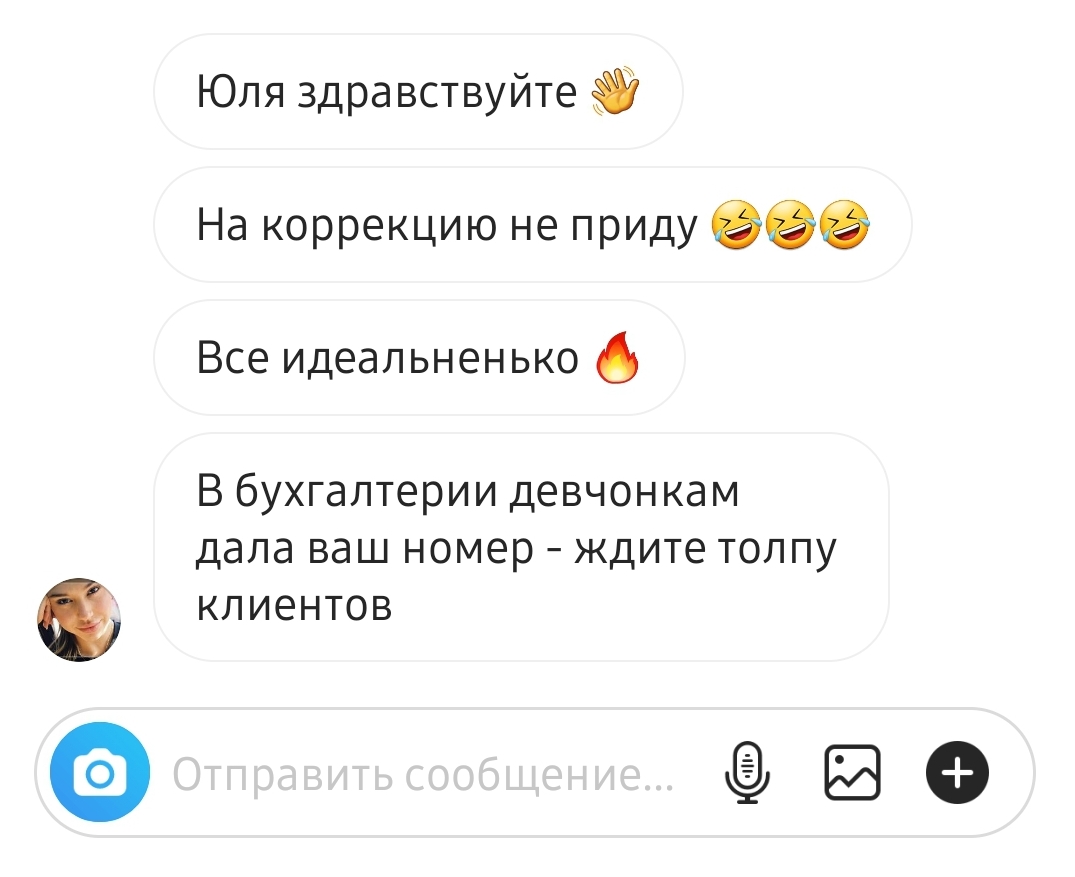 Юля здравствуйте 👋
На коррекцию не приду 🤣🤣🤣
Все идеальненько 🔥
В бухгалтерии девчонкам
дала ваш номер - ждите толпу
клиентов
Отправить сообщение...